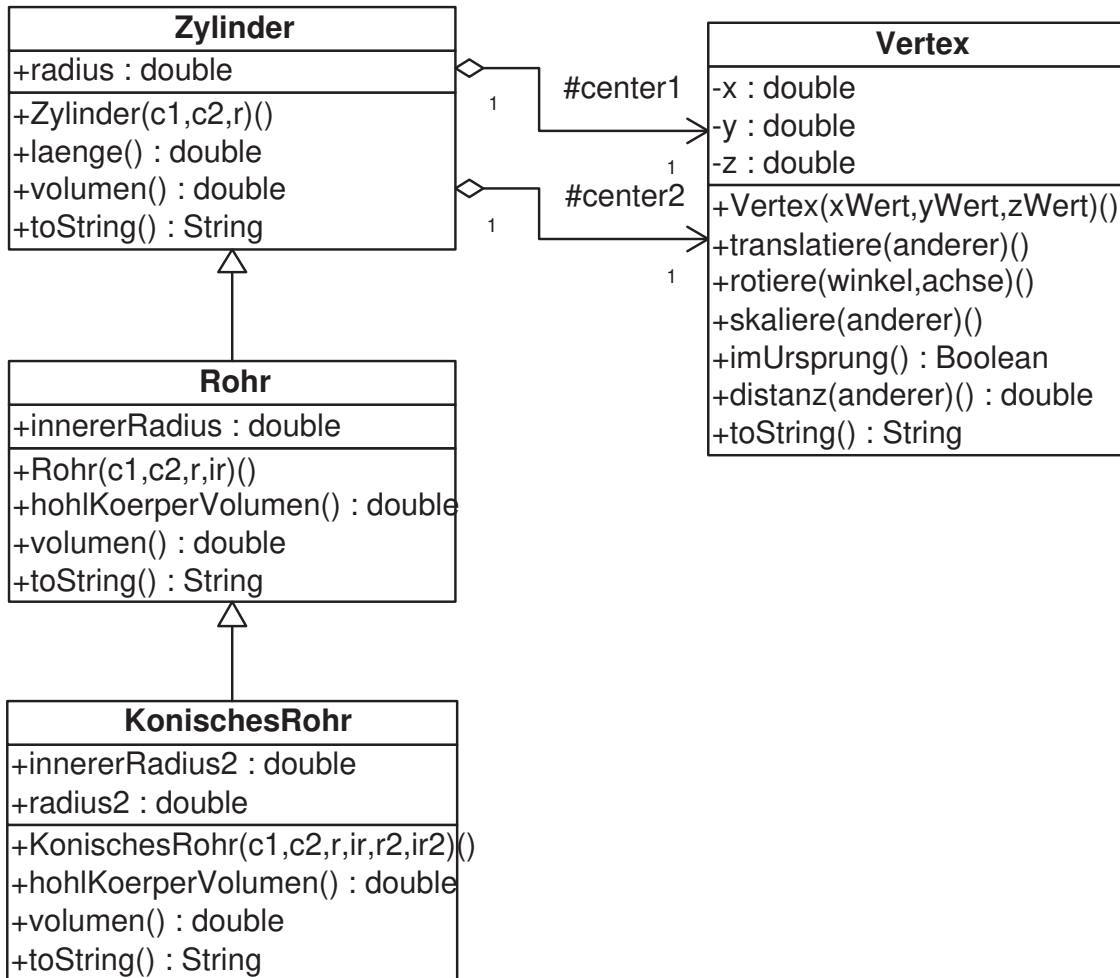 Zylinder
+radius : double
+Zylinder(c1,c2,r)()
+laenge() : double
+volumen() : double
+toString() : String
1
#center1
1
1
#center2
1
Vertex
-x : double
-y : double
-z : double
+Vertex(xWert,yWert,zWert)()
+translatiere(anderer)()
+rotiere(winkel,achse)()
+skaliere(anderer)()
+imUrsprung() : Boolean
+distanz(anderer)() : double
+toString() : String
Rohr
+innererRadius : double
+Rohr(c1,c2,r,ir)()
+hohlKoerperVolumen() : double
+volumen() : double
+toString() : String
KonischesRohr
+innererRadius2 : double
+radius2 : double
+KonischesRohr(c1,c2,r,ir,r2,ir2)()
+hohlKoerperVolumen() : double
+volumen() : double
+toString() : String